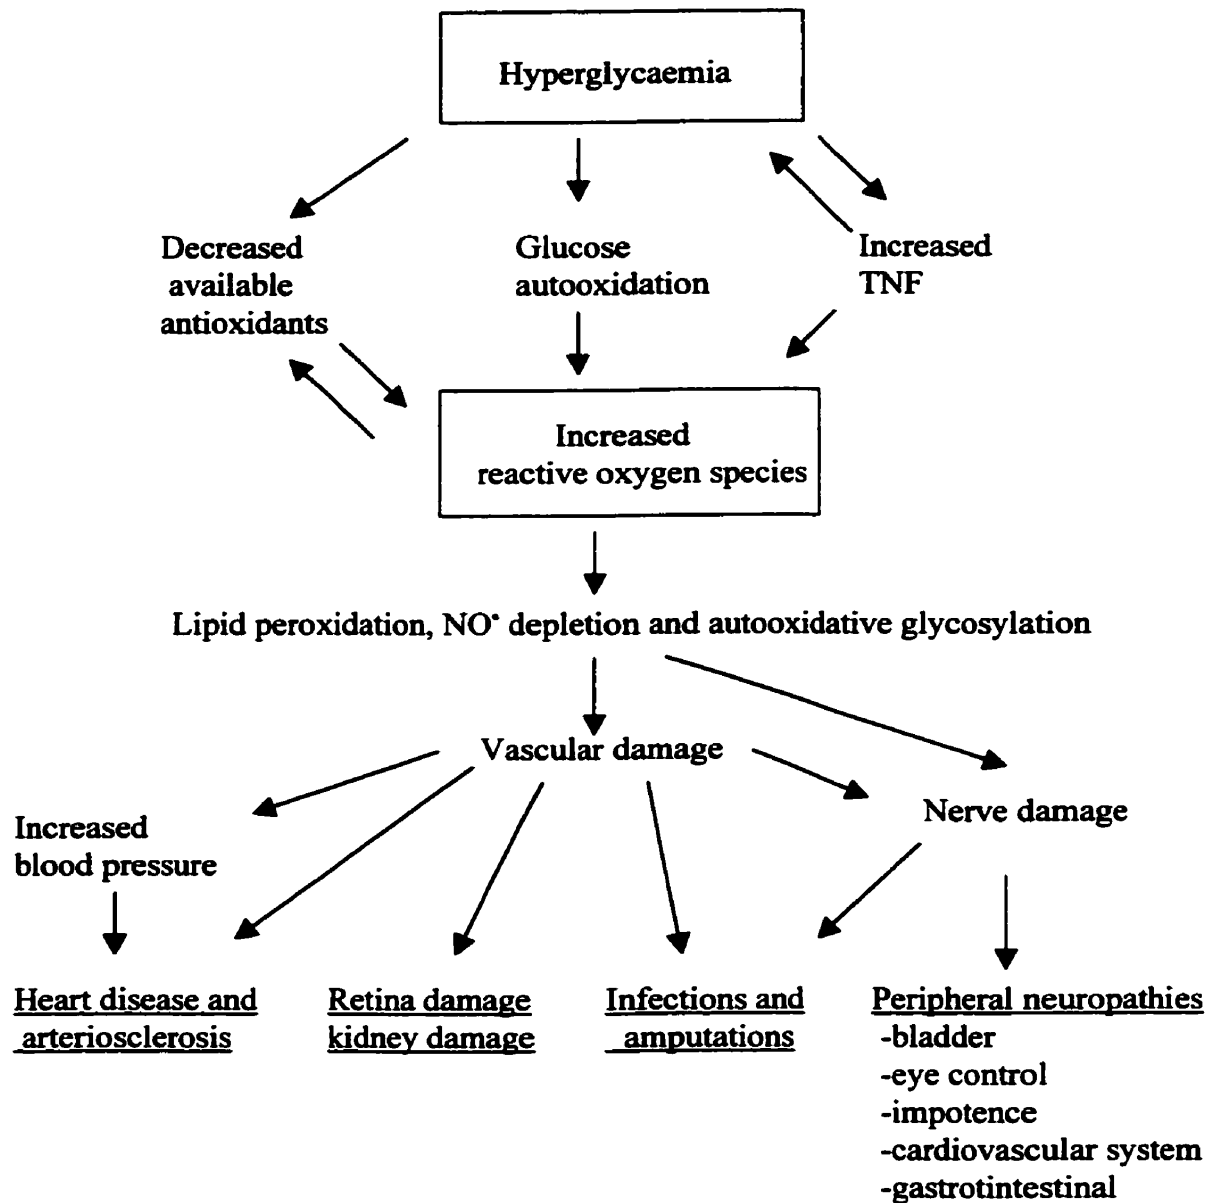 Hyperglycaemia
Decreased
available
antioxidants
Glucose
autooxidation
Increased
TNF
Increased
reactive oxygen species
Lipid peroxidation, NO• depletion and autooxidative glycosylation
Vascular damage
Increased
blood pressure
Nerve damage
Heart disease and
arteriosclerosis
Retina damage
kidney damage
Infections and
amputations
Peripheral neuropathies
-bladder
-eye control
-impotence
-cardiovascular system
-gastrotintestinal